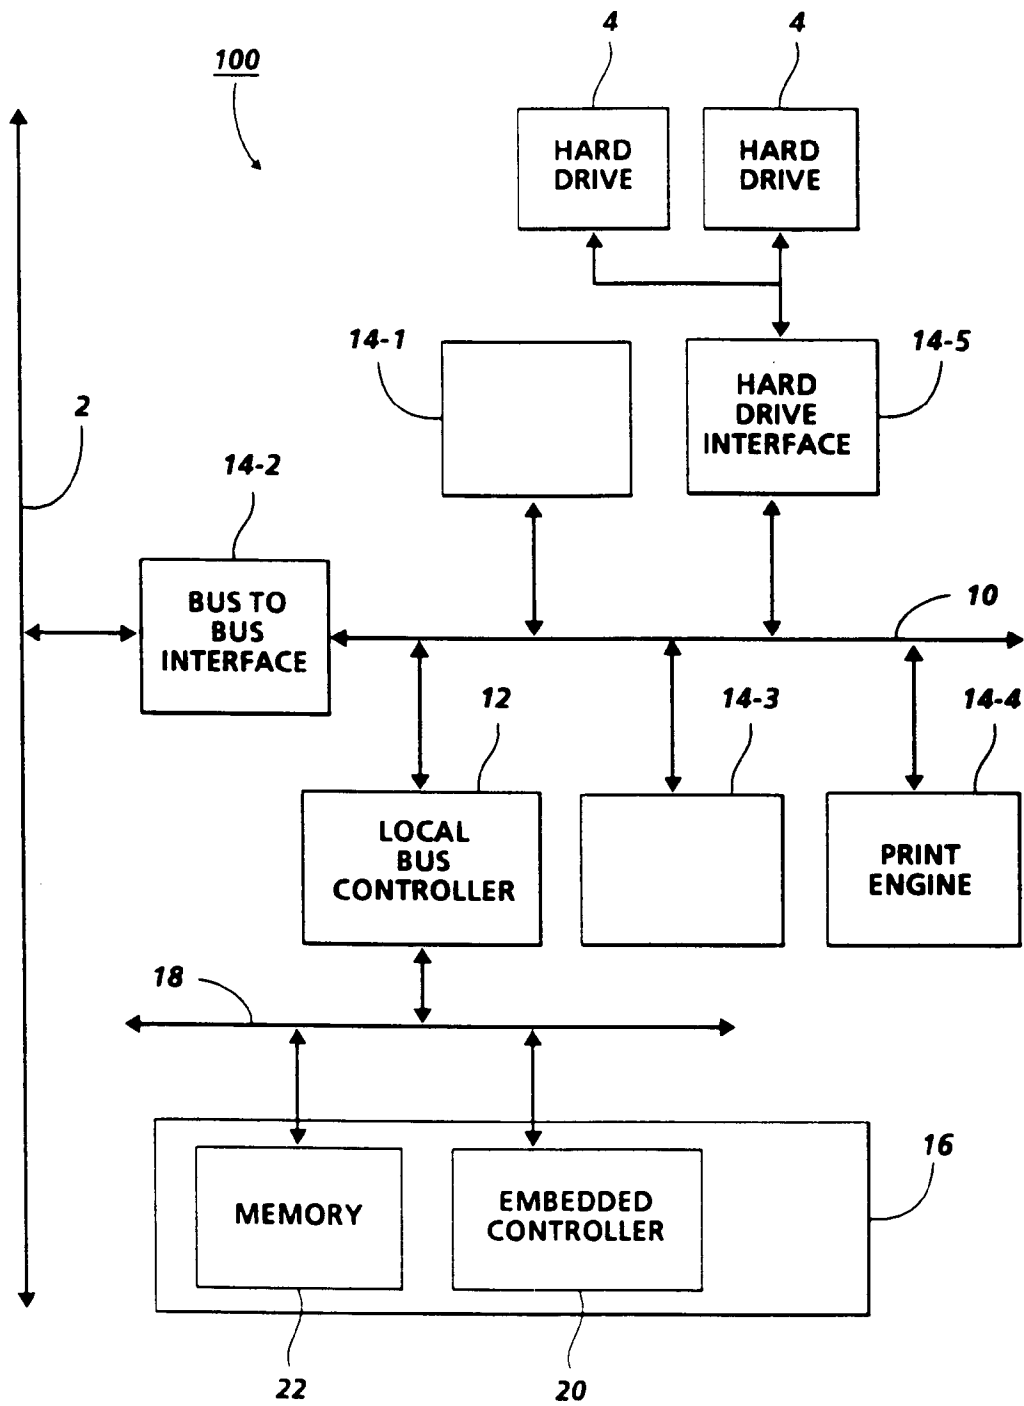 4
4
100
HARD
DRIVE
HARD
DRIVE
14-1
14-5
HARD
DRIVE
INTERFACE
2
14-2
BUS TO
BUS
INTERFACE
10
12
14-3
14-4
LOCAL
BUS
CONTROLLER
PRINT
ENGINE
18
16
MEMORY
EMBEDDED
CONTROLLER
22
20